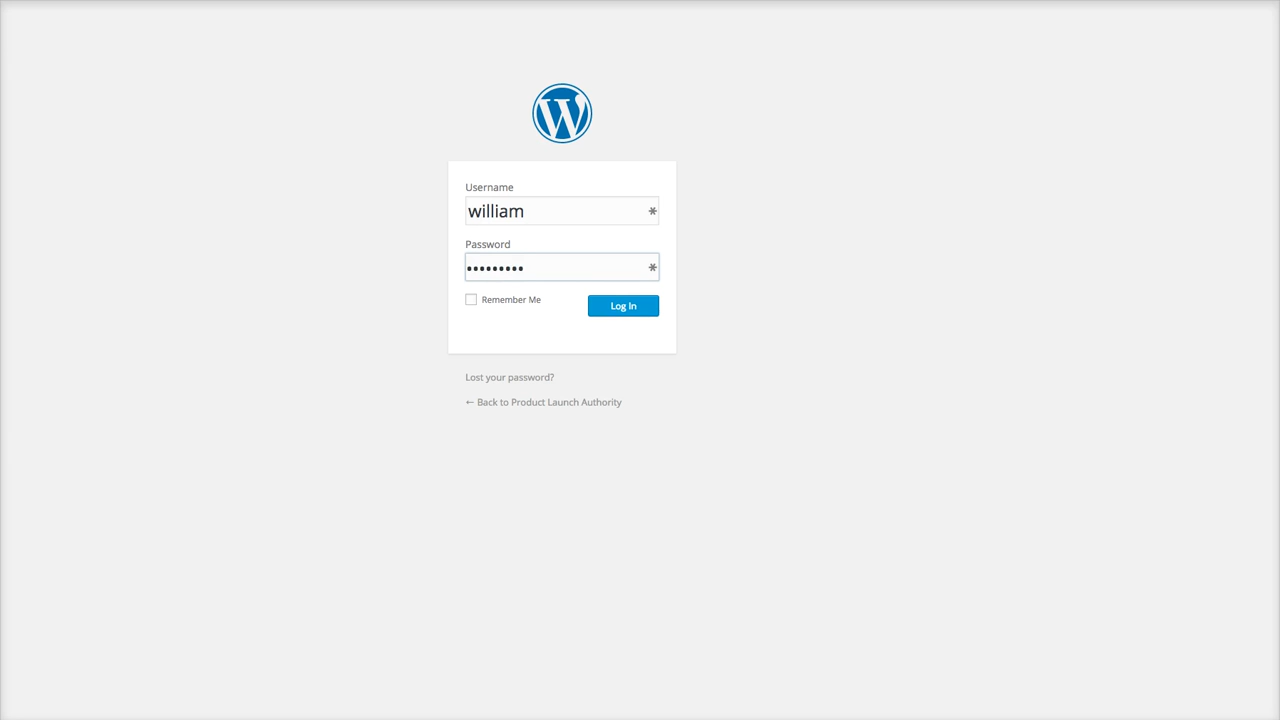 Username
william
Password
Remember Me
Log In
Lost your password?
← Back to Product Launch Authority